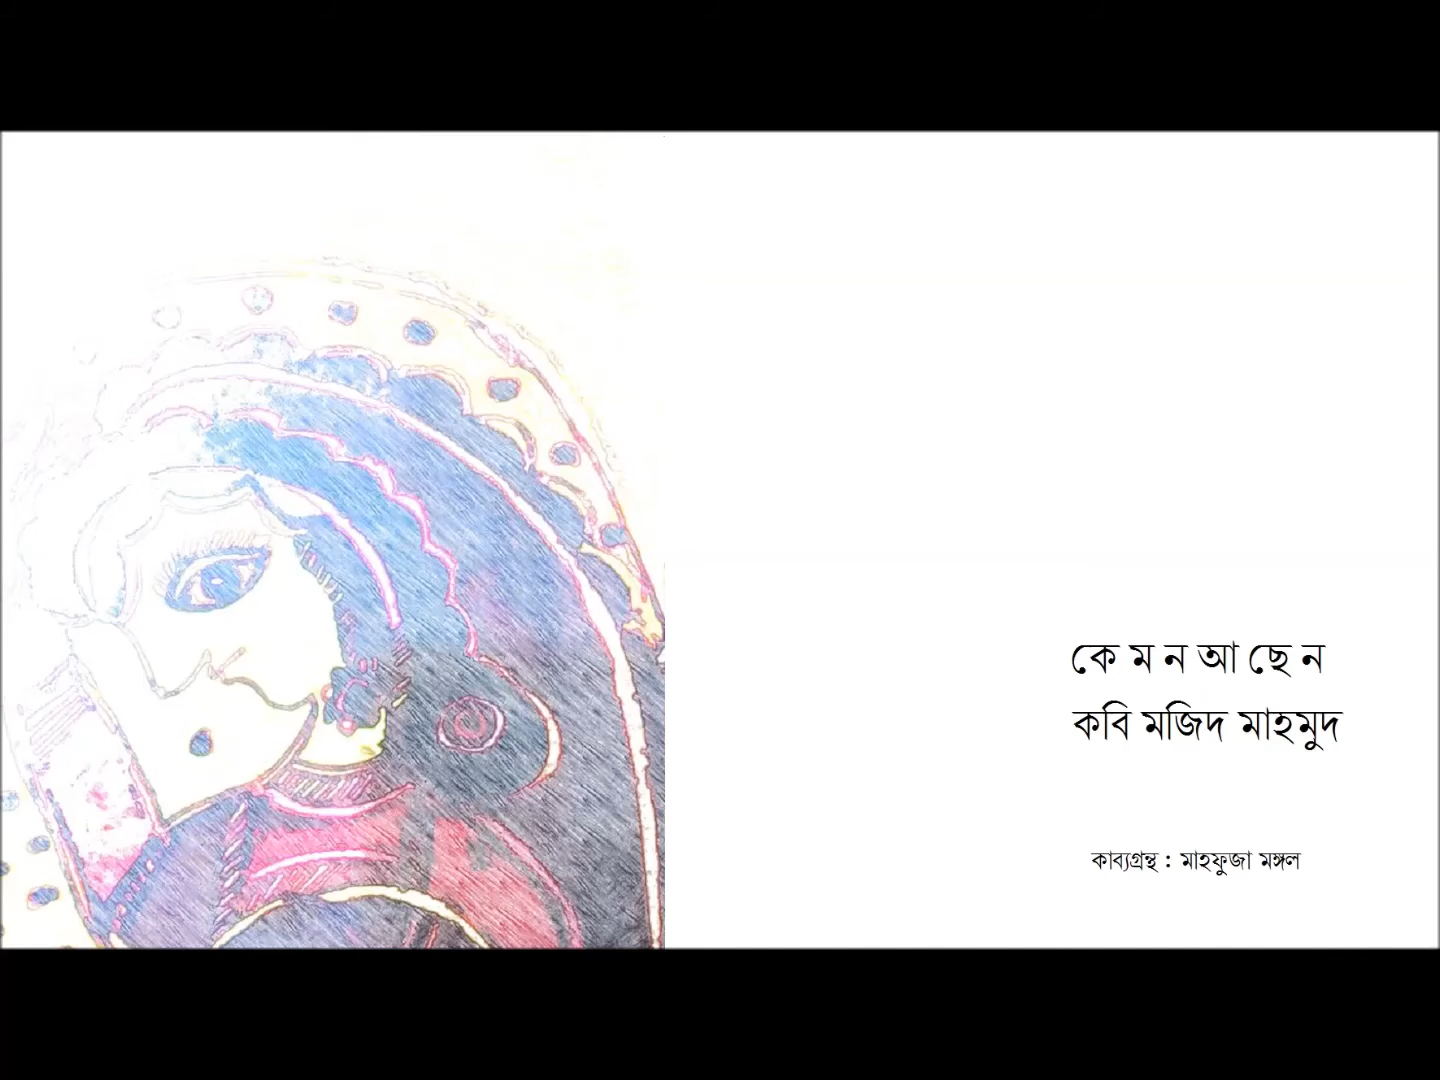 কে ম ন আ ছে ন
কবি মজিদ মাহমুদ
কাব্যগ্রন্থ : মাহফুজা মঙ্গল